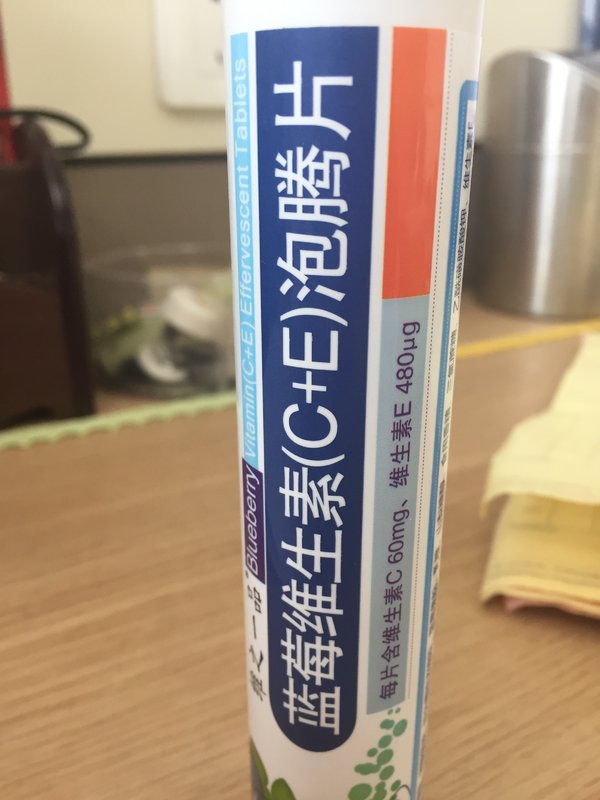 之一品
Blueberry Vitamin(C+E) Effervescent Tablets
蓝莓维生素(C+E)泡腾片
每片含维生素C 60mg、维生素E 480μg